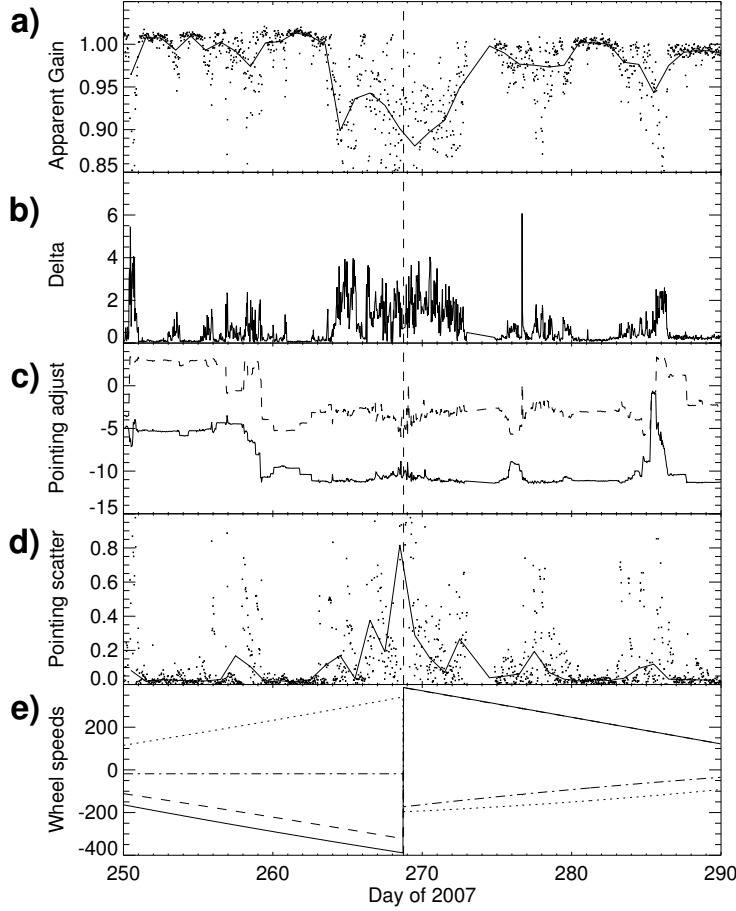 a)
Apparent Gain
1.00
0.95
0.90
0.85
b)
Delta
6
4
2
0
c)
Pointing adjust
0
-5
-10
-15
d)
Pointing scatter
0.8
0.6
0.4
0.2
0.0
e)
Wheel speeds
200
0
-200
-400
250 260 270 280 290
Day of 2007